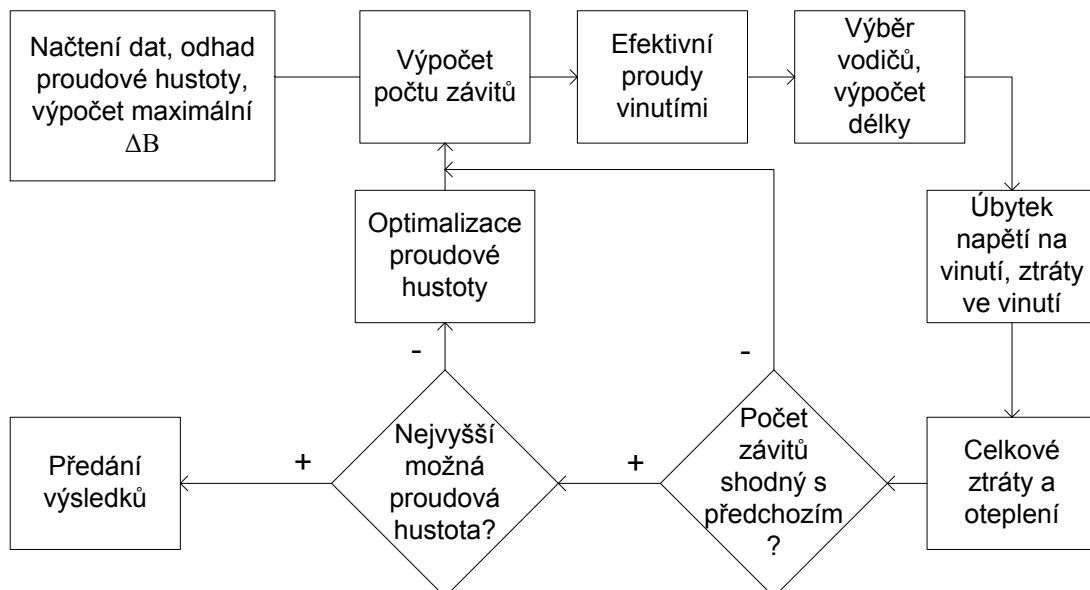 Načtení dat, odhad
proudové hustoty,
výpočet maximální
ΔB
Výpočet
počtu závitů
Efektivní
proudy
vinutími
Výběr
vodičů,
výpočet
délky
Optimalizace
proudové
hustoty
Úbytek
napětí na
vinutí, ztráty
ve vinutí
-
-
Předání
výsledků
+
Nejvyšší
možná
proudová
hustota?
+
Počet
závitů
shodný s
předchozím
?
Celkové
ztráty a
oteplení